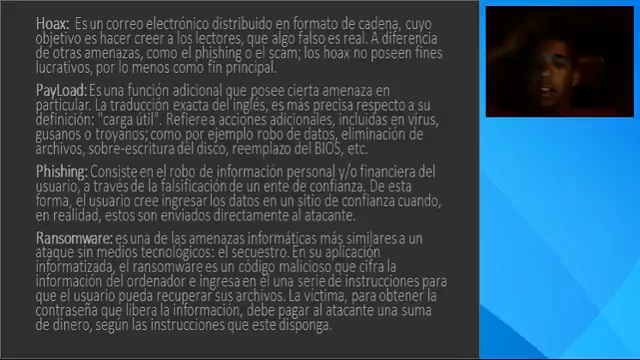 Hoax: Es un correo electrónico distribuido en formato de cadena, cuyo
objetivo es hacer creer a los lectores, que algo falso es real. A diferencia
de otras amenazas, como el phishing o el scam; los hoax no poseen fines
lucrativos, por lo menos como fin principal.
PayLoad: Es una función adicional que posee cierta amenaza en
particular. La traducción exacta del inglés, es más precisa respecto a su
definición: "carga útil". Refiere a acciones adicionales, incluidas en virus,
gusanos o troyanos; como por ejemplo robo de datos, eliminación de
archivos, sobre-escritura del disco, reemplazo del BIOS, etc.
Phishing: Consiste en el robo de información personal y/o financiera del
usuario, a través de la falsificación de un ente de confianza. De esta
forma, el usuario cree ingresar los datos en un sitio de confianza cuando,
en realidad, estos son enviados directamente al atacante.
Ransomware: es una de las amenazas informáticas más similares a un
ataque sin medios tecnológicos: el secuestro. En su aplicación
informatizada, el ransomware es un código malicioso que cifra la
información del ordenador e ingresa en él una serie de instrucciones para
que el usuario pueda recuperar sus archivos. La víctima, para obtener la
contraseña que libera la información, debe pagar al atacante una suma
de dinero, según las instrucciones que este disponga.